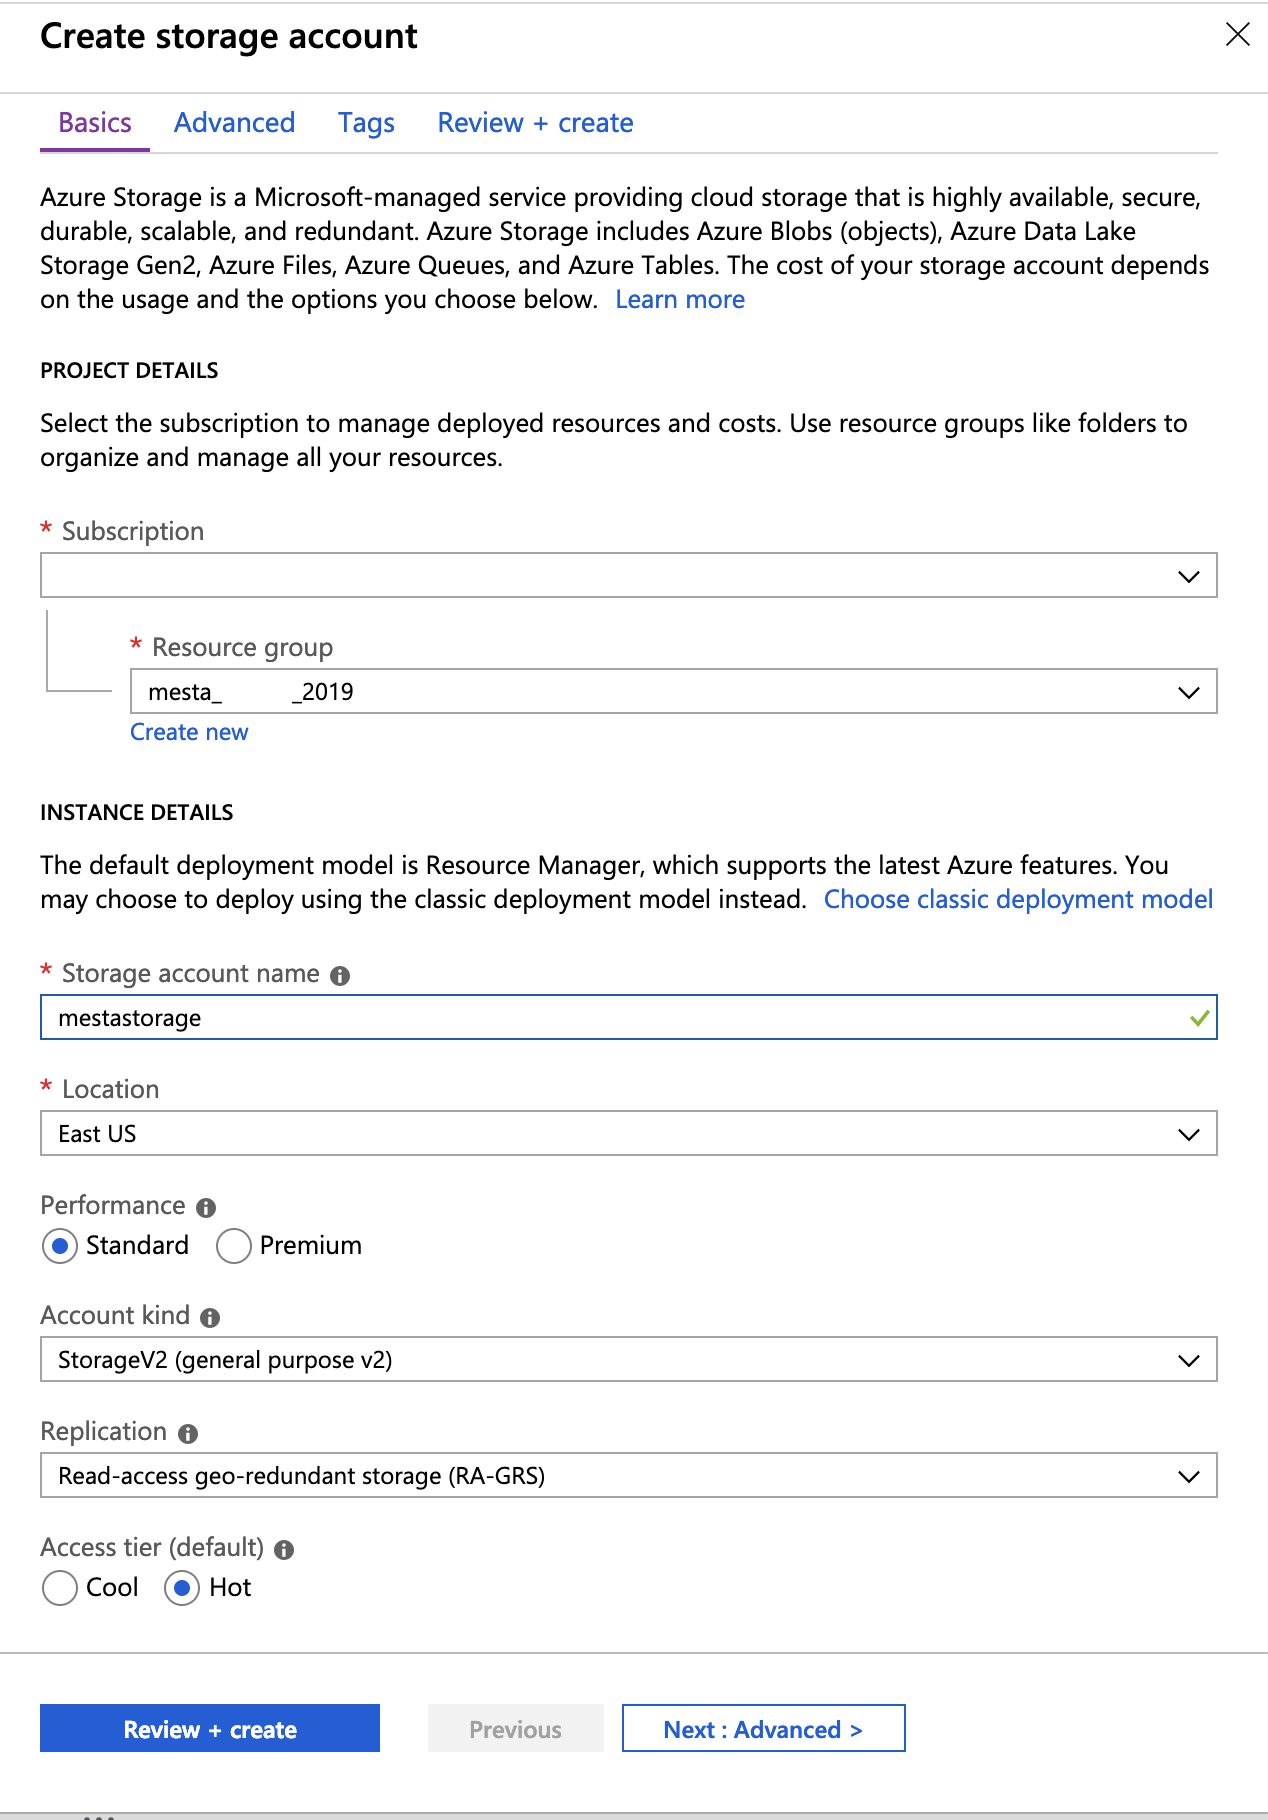 Create storage account
Basics Advanced Tags Review + create
Azure Storage is a Microsoft-managed service providing cloud storage that is highly available, secure,
durable, scalable, and redundant. Azure Storage includes Azure Blobs (objects), Azure Data Lake
Storage Gen2, Azure Files, Azure Queues, and Azure Tables. The cost of your storage account depends
on the usage and the options you choose below. Learn more
PROJECT DETAILS
Select the subscription to manage deployed resources and costs. Use resource groups like folders to
organize and manage all your resources.
* Subscription
* Resource group
mesta_ _2019
Create new
INSTANCE DETAILS
The default deployment model is Resource Manager, which supports the latest Azure features. You
may choose to deploy using the classic deployment model instead. Choose classic deployment model
* Storage account name
mestastorage
* Location
East US
Performance
Standard Premium
Account kind
StorageV2 (general purpose v2)
Replication
Read-access geo-redundant storage (RA-GRS)
Access tier (default)
Cool Hot
Review + create Previous Next : Advanced >